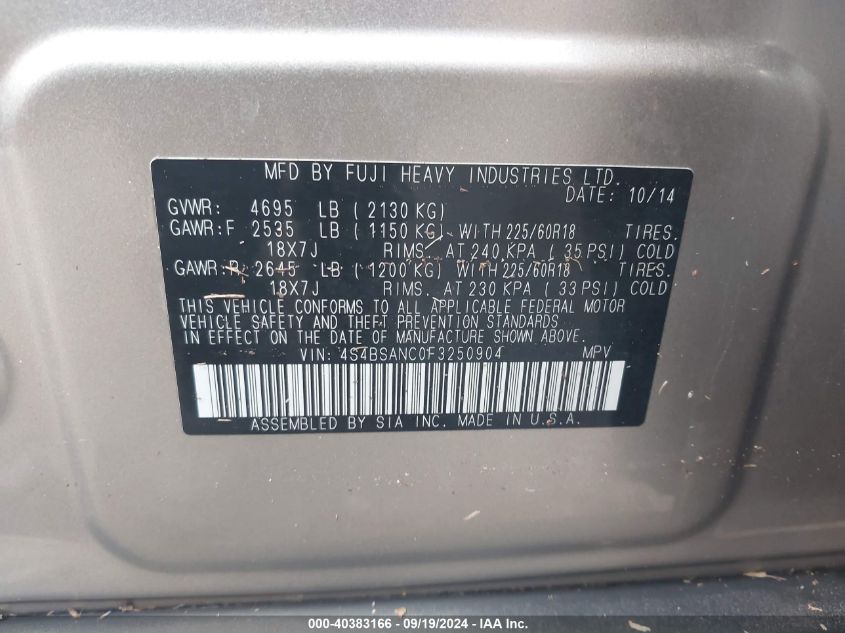 MFD BY FUJI HEAVY INDUSTRIES LTD.
DATE: 10/14
GVWR: 4695 LB ( 2130 KG)
GAWR:F 2535 LB ( 1150 KG) WITH 225/60R18 TIRES.
18X7J RIMS. AT 240 KPA ( 35 PSI) COLD
GAWR:R 2645 LB ( 1200 KG) WITH 225/60R18 TIRES.
18X7J RIMS. AT 230 KPA ( 33 PSI) COLD
THIS VEHICLE CONFORMS TO ALL APPLICABLE FEDERAL MOTOR
VEHICLE SAFETY AND THEFT PREVENTION STANDARDS
IN EFFECT ON THE DATE OF MANUFACTURE SHOWN ABOVE.
VIN: 4S4BSANC0F3250904 MPV
ASSEMBLED BY SIA INC. MADE IN U.S.A.
000-40383166 - 09/19/2024 - IAA Inc.